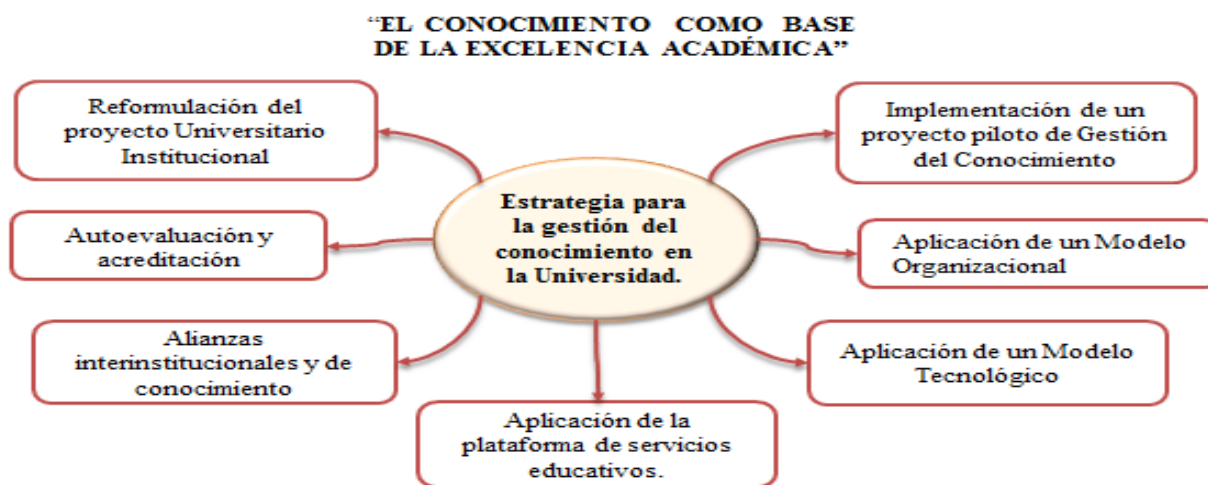 “EL CONOCIMIENTO COMO BASE
DE LA EXCELENCIA ACADÉMICA”
Reformulación del
proyecto Universitario
Institucional
Implementación de un
proyecto piloto de Gestión
del Conocimiento
Estrategia para
la gestión del
conocimiento en
la Universidad.
Autoevaluación y
acreditación
Aplicación de un Modelo
Organizacional
Alianzas
interinstitucionales y de
conocimiento
Aplicación de un Modelo
Tecnológico
Aplicación de la
plataforma de servicios
educativos.